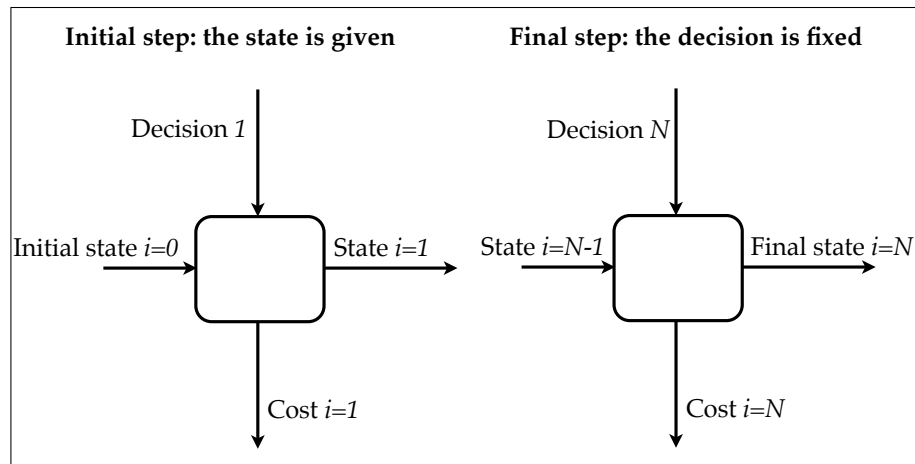 Initial step: the state is given
Decision 1
Initial state i=0
State i=1
Cost i=1
Final step: the decision is fixed
Decision N
State i=N-1
Final state i=N
Cost i=N